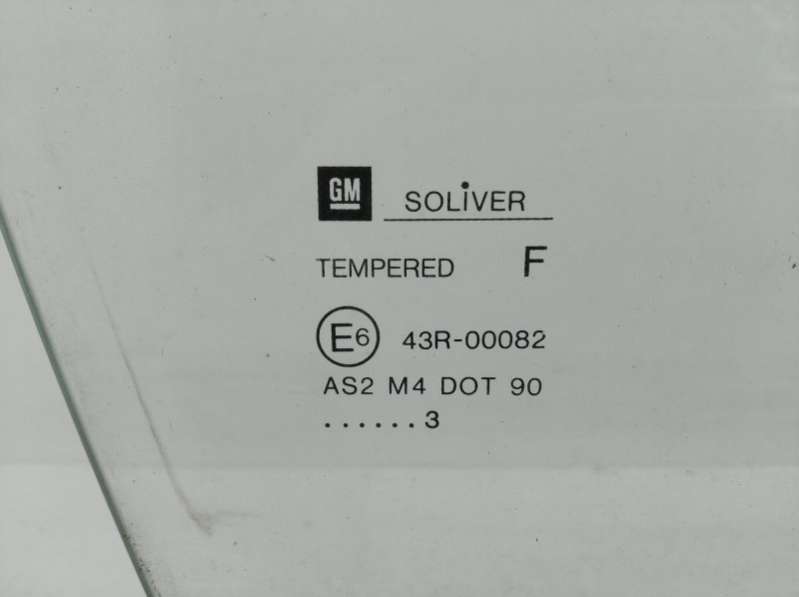 GM SOLiVER
TEMPERED F
E6 43R-00082
AS2 M4 DOT 90
......3